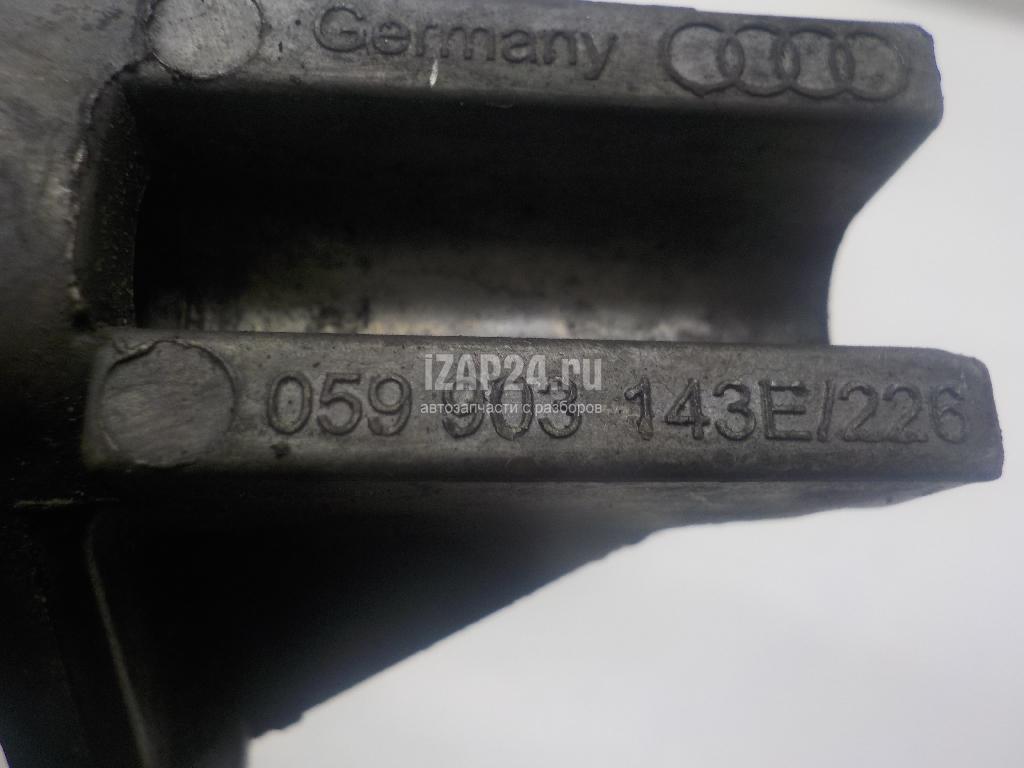 Germany
iZAP24.ru
059 903 143E/226
автозапчасти с разборов